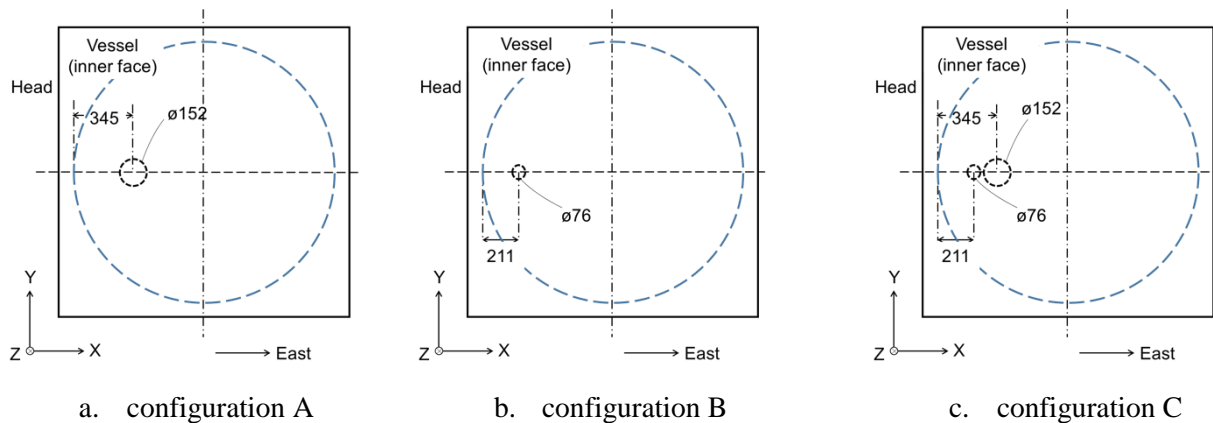 Vessel
(inner face)
Head
345
ø152
Y
Z
X
East
a. configuration A
Vessel
(inner face)
Head
ø76
211
Y
Z
X
East
b. configuration B
Vessel
(inner face)
Head
345
ø152
ø76
211
Y
Z
X
East
c. configuration C